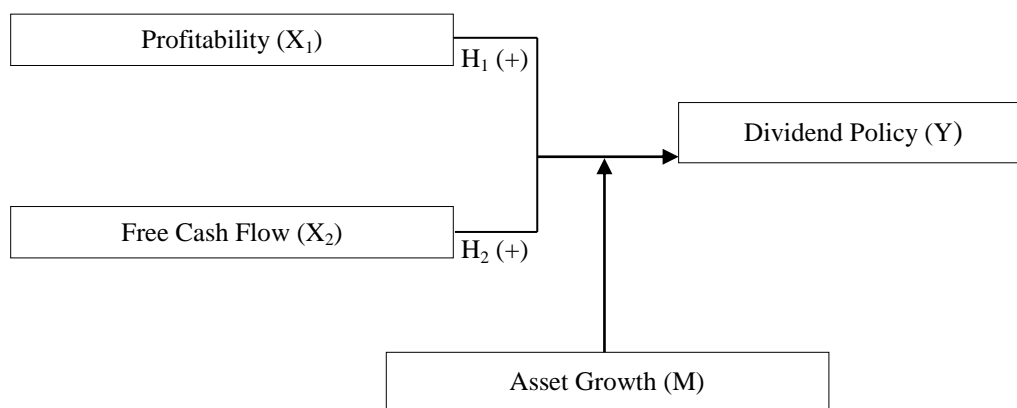 Profitability (X₁)
H₁ (+)
Dividend Policy (Y)
Free Cash Flow (X₂)
H₂ (+)
Asset Growth (M)